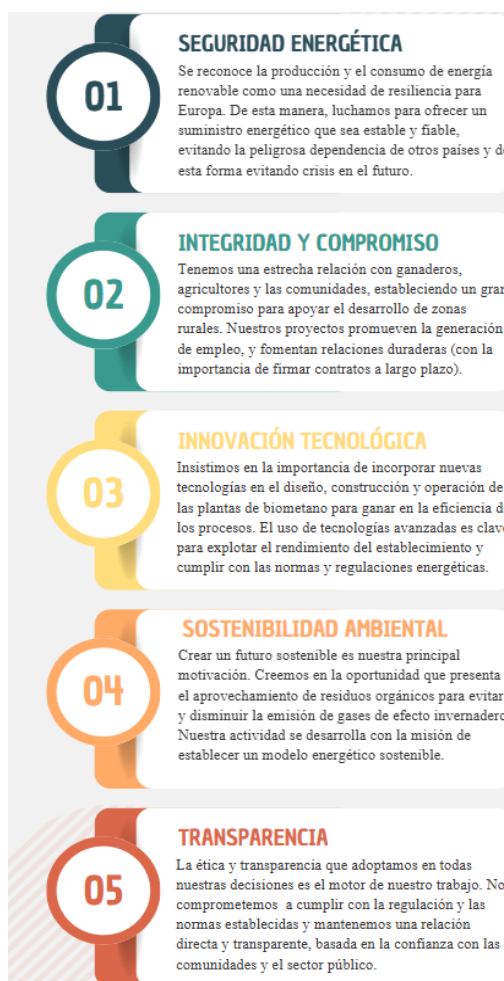 01
SEGURIDAD ENERGÉTICA
Se reconoce la producción y el consumo de energía
renovable como una necesidad de resiliencia para
Europa. De esta manera, luchamos para ofrecer un
suministro energético que sea estable y fiable,
evitando la peligrosa dependencia de otros países y de
esta forma evitando crisis en el futuro.
02
INTEGRIDAD Y COMPROMISO
Tenemos una estrecha relación con ganaderos,
agricultores y las comunidades, estableciendo un gran
compromiso para apoyar el desarrollo de zonas
rurales. Nuestros proyectos promueven la generación
de empleo, y fomentan relaciones duraderas (con la
importancia de firmar contratos a largo plazo).
03
INNOVACIÓN TECNOLÓGICA
Insistimos en la importancia de incorporar nuevas
tecnologías en el diseño, construcción y operación de
las plantas de biometano para ganar en la eficiencia d
los procesos. El uso de tecnologías avanzadas es clave
para explotar el rendimiento del establecimiento y
cumplir con las normas y regulaciones energéticas.
04
SOSTENIBILIDAD AMBIENTAL
Crear un futuro sostenible es nuestra principal
motivación. Creemos en la oportunidad que presenta
el aprovechamiento de residuos orgánicos para evitar
y disminuir la emisión de gases de efecto invernadero
Nuestra actividad se desarrolla con la misión de
establecer un modelo energético sostenible.
05
TRANSPARENCIA
La ética y transparencia que adoptamos en todas
nuestras decisiones es el motor de nuestro trabajo. No
comprometemos a cumplir con la regulación y las
normas establecidas y mantenemos una relación
directa y transparente, basada en la confianza con las
comunidades y el sector público.